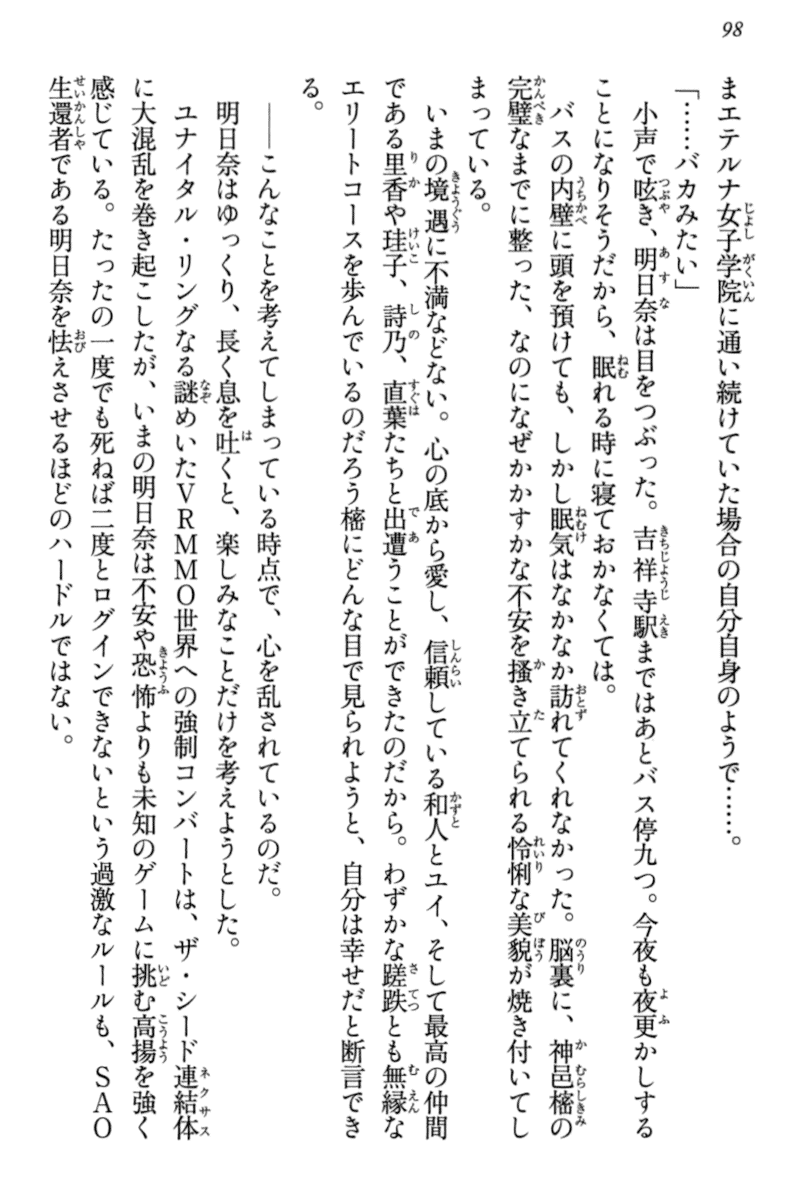 98
まエテルナ女子学院に通い続けていた場合の自分自身のようで……。
「……バカみたい」
　小声で呟き、明日奈は目をつぶった。吉祥寺駅まではあとバス停九つ。今夜も夜更かしする
ことになりそうだから、眠れる時に寝ておかなくては。
　バスの内壁に頭を預けても、しかし眠気はなかなか訪れてくれなかった。脳裏に、神邑樒の
完璧なまでに整った、なのになぜかかすかな不安を掻き立てられる怜悧な美貌が焼き付いてし
まっている。
　いまの境遇に不満などない。心の底から愛し、信頼している和人とユイ、そして最高の仲間
である里香や珪子、詩乃、直葉たちと出遭うことができたのだから。わずかな蹉跌とも無縁な
エリートコースを歩んでいるのだろう樒にどんな目で見られようと、自分は幸せだと断言でき
る。
　――こんなことを考えてしまっている時点で、心を乱されているのだ。
　明日奈はゆっくり、長く息を吐くと、楽しみなことだけを考えようとした。
　ユナイタル・リングなる謎めいたＶＲＭＭＯ世界への強制コンバートは、ザ・シード連結体
に大混乱を巻き起こしたが、いまの明日奈は不安や恐怖よりも未知のゲームに挑む高揚を強く
感じている。たったの一度でも死ねば二度とログインできないという過激なルールも、ＳＡＯ
生還者である明日奈を怯えさせるほどのハードルではない。